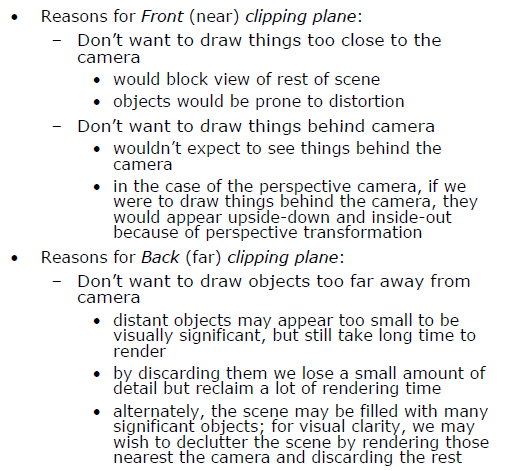 • Reasons for Front (near) clipping plane:
– Don’t want to draw things too close to the
camera
• would block view of rest of scene
• objects would be prone to distortion
– Don’t want to draw things behind camera
• wouldn’t expect to see things behind the
camera
• in the case of the perspective camera, if we
were to draw things behind the camera, they
would appear upside-down and inside-out
because of perspective transformation
• Reasons for Back (far) clipping plane:
– Don’t want to draw objects too far away from
camera
• distant objects may appear too small to be
visually significant, but still take long time to
render
• by discarding them we lose a small amount of
detail but reclaim a lot of rendering time
• alternately, the scene may be filled with many
significant objects; for visual clarity, we may
wish to declutter the scene by rendering those
nearest the camera and discarding the rest